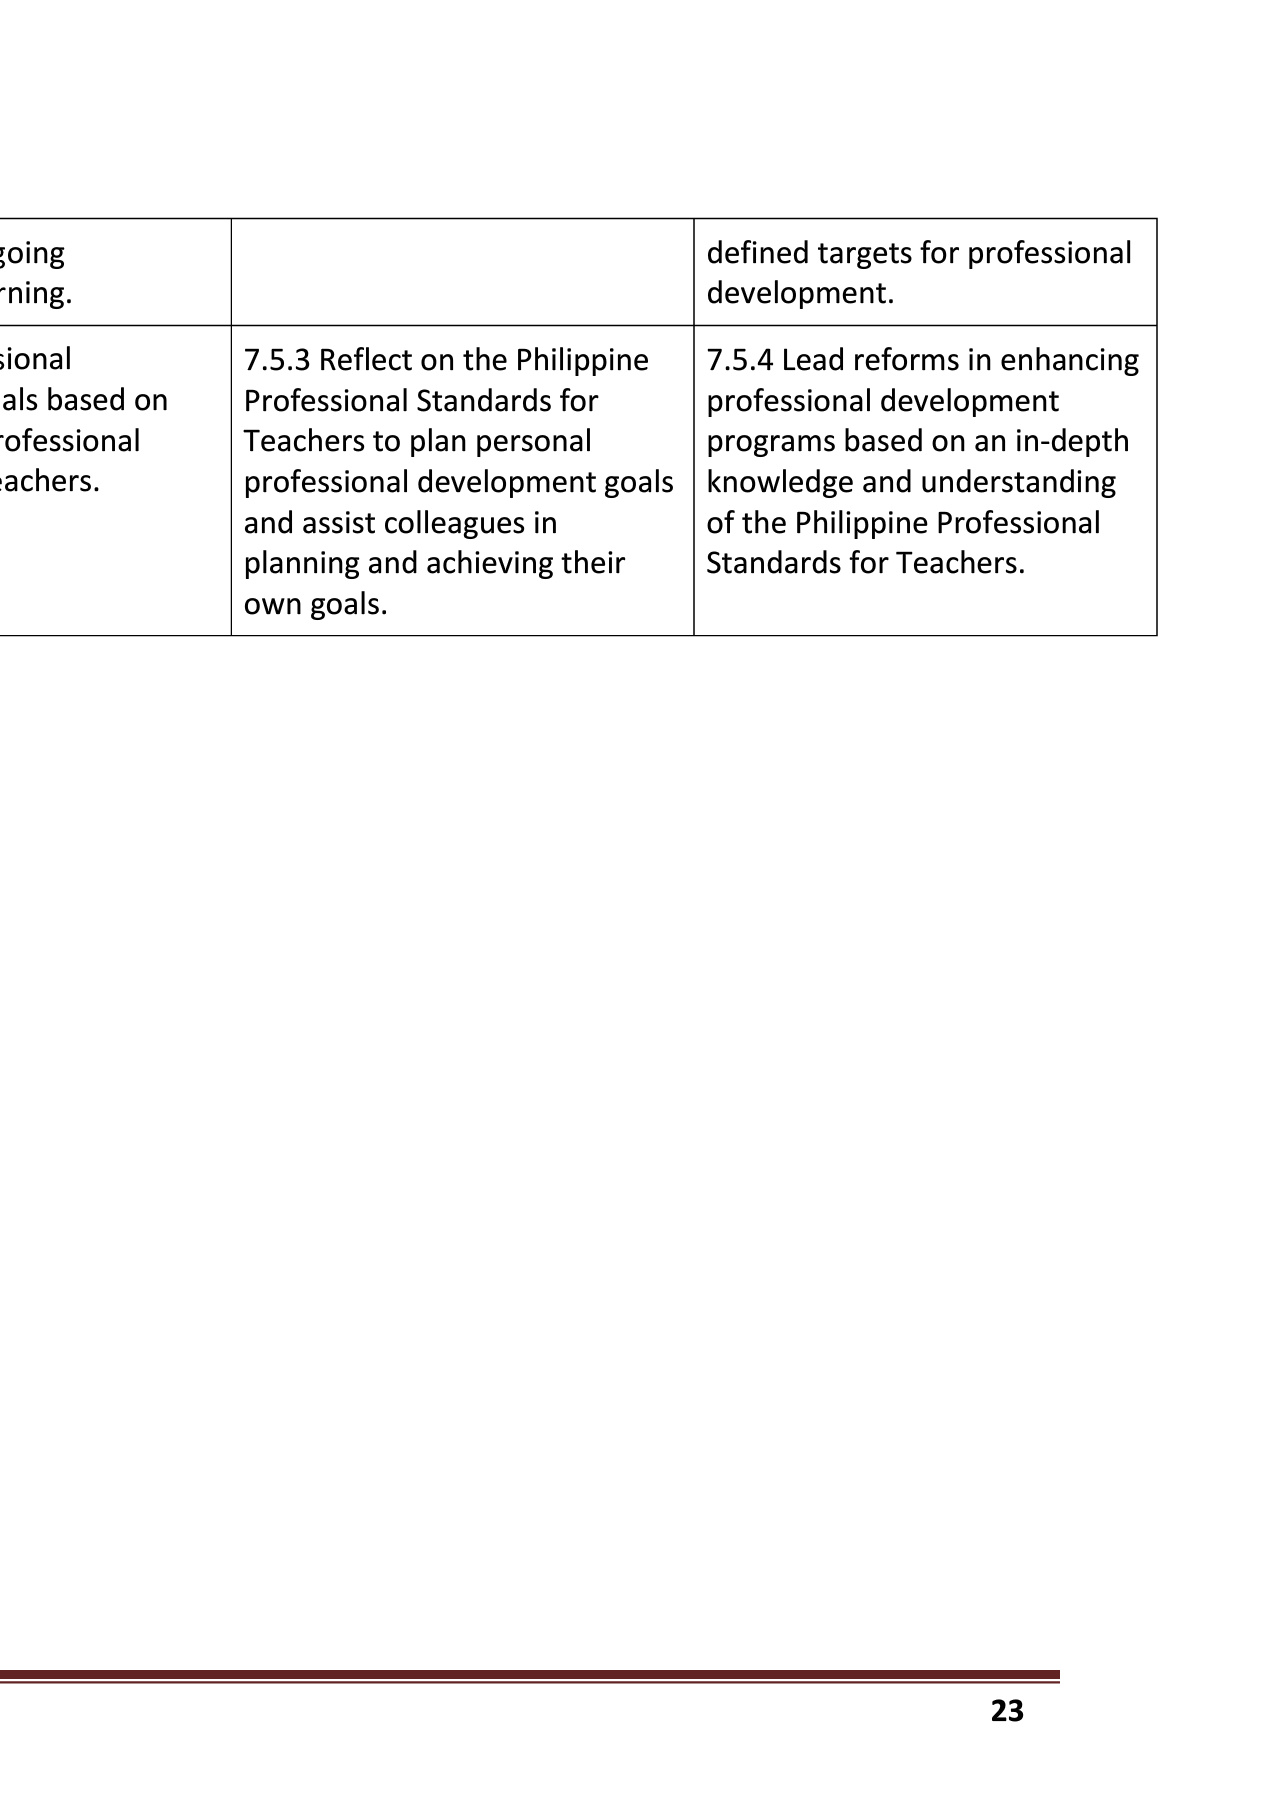 going
rning.
defined targets for professional
development.
sional
als based on
rofessional
eachers.
7.5.3 Reflect on the Philippine
Professional Standards for
Teachers to plan personal
professional development goals
and assist colleagues in
planning and achieving their
own goals.
7.5.4 Lead reforms in enhancing
professional development
programs based on an in-depth
knowledge and understanding
of the Philippine Professional
Standards for Teachers.
23